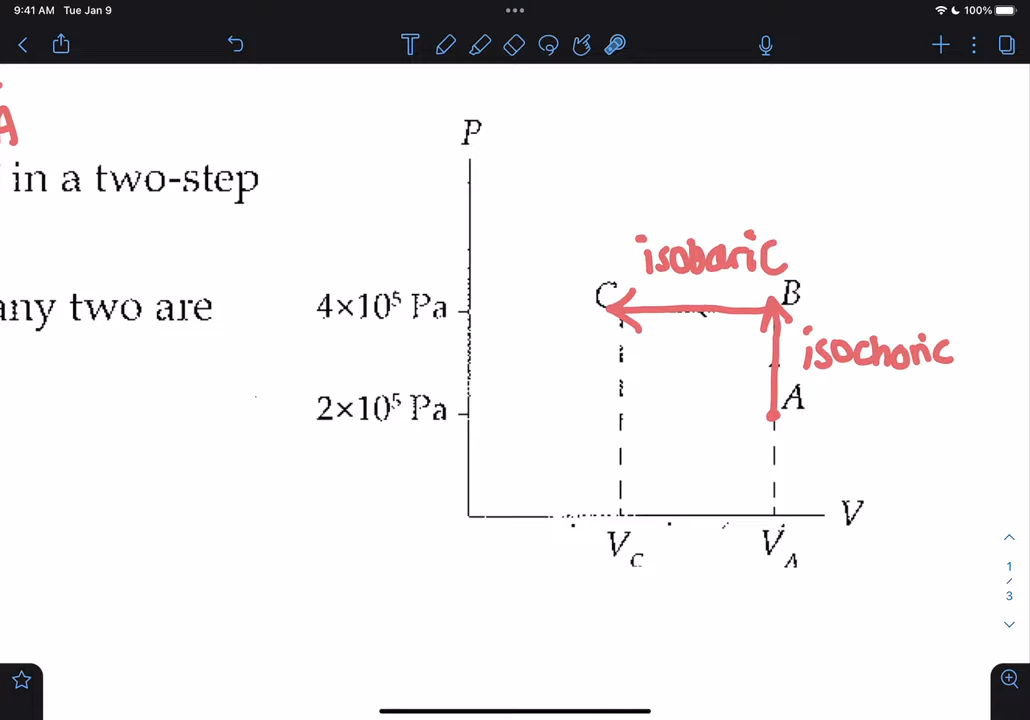 9:41 AM Tue Jan 9
100%
A
in a two-step
any two are
P
4×10⁵ Pa
2×10⁵ Pa
isobaric
C
B
isochoric
A
V
V_C
V_A
1
/
3